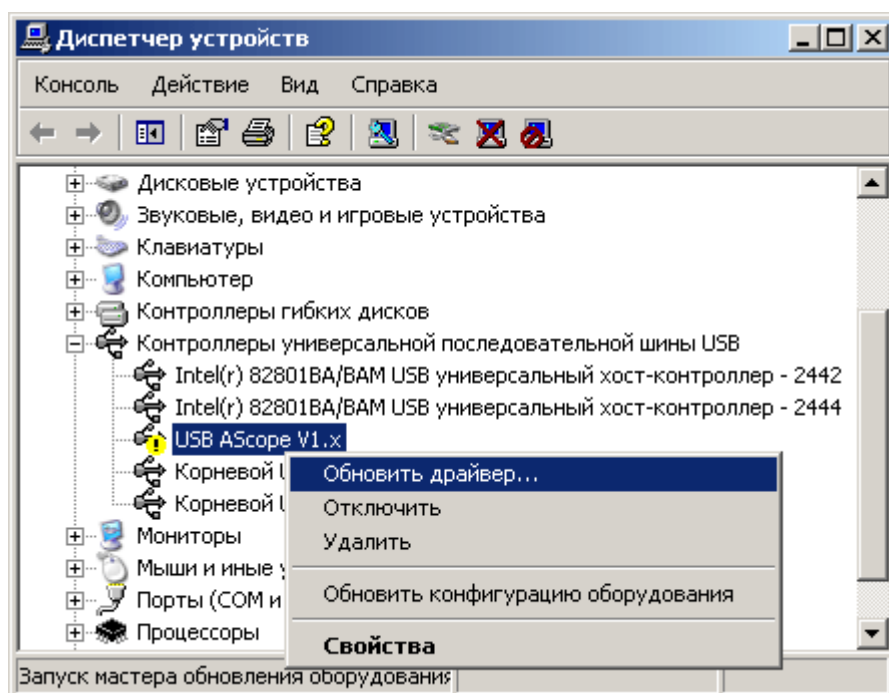 Диспетчер устройств
Консоль Действие Вид Справка
Дисковые устройства
Звуковые, видео и игровые устройства
Клавиатуры
Компьютер
Контроллеры гибких дисков
Контроллеры универсальной последовательной шины USB
Intel(r) 82801BA/BAM USB универсальный хост-контроллер - 2442
Intel(r) 82801BA/BAM USB универсальный хост-контроллер - 2444
USB AScope V1.x
Корневой
Корневой
Мониторы
Мыши и иные
Порты (COM и
Процессоры
Обновить драйвер...
Отключить
Удалить
Обновить конфигурацию оборудования
Свойства
Запуск мастера обновления оборудования